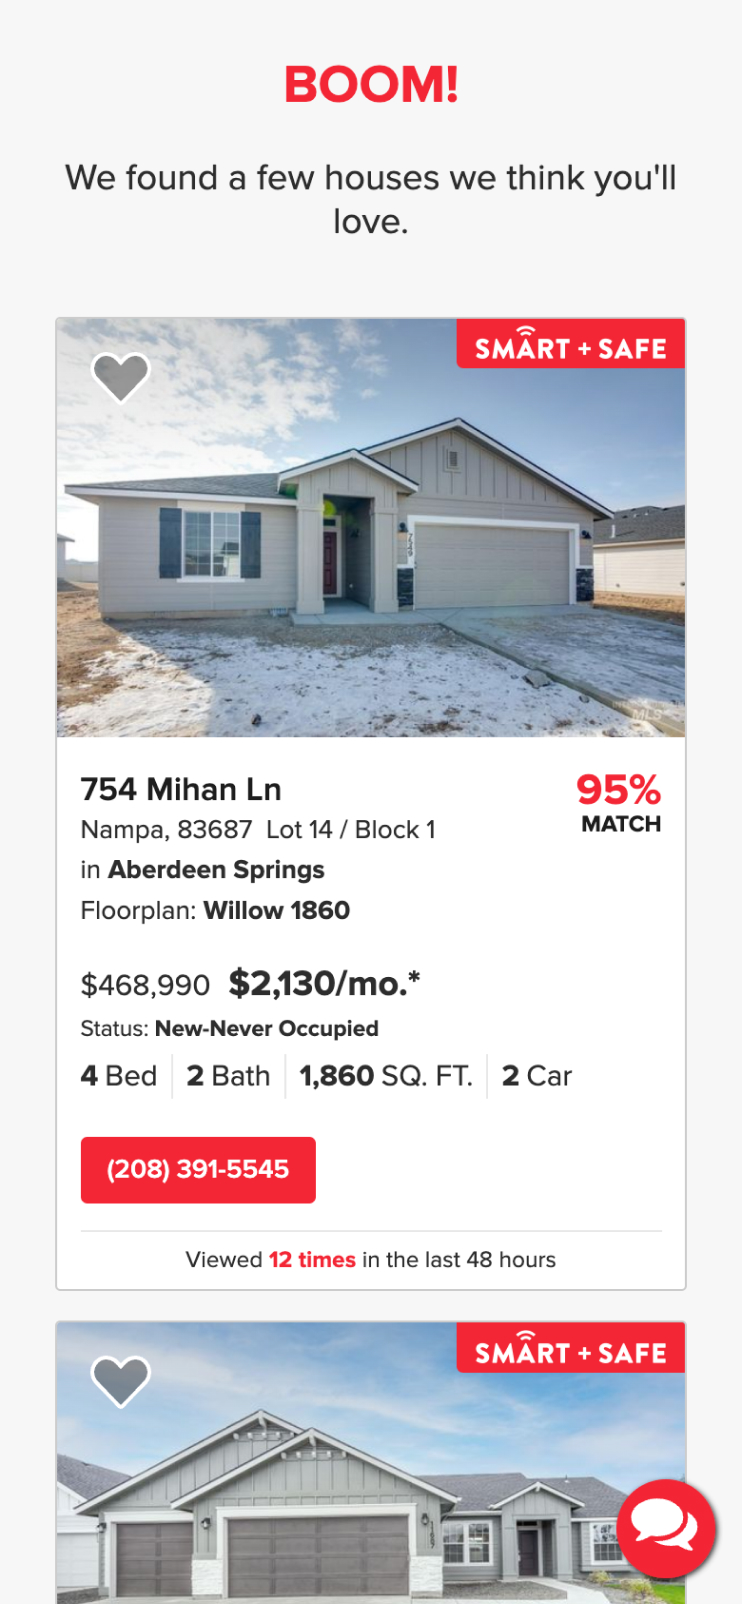 BOOM!
We found a few houses we think you'll
love.
SMART + SAFE
754 Mihan Ln
95%
Nampa, 83687 Lot 14 / Block 1
MATCH
in Aberdeen Springs
Floorplan: Willow 1860
$468,990 $2,130/mo.*
Status: New-Never Occupied
4 Bed 2 Bath 1,860 SQ. FT. 2 Car
(208) 391-5545
Viewed 12 times in the last 48 hours
SMART + SAFE